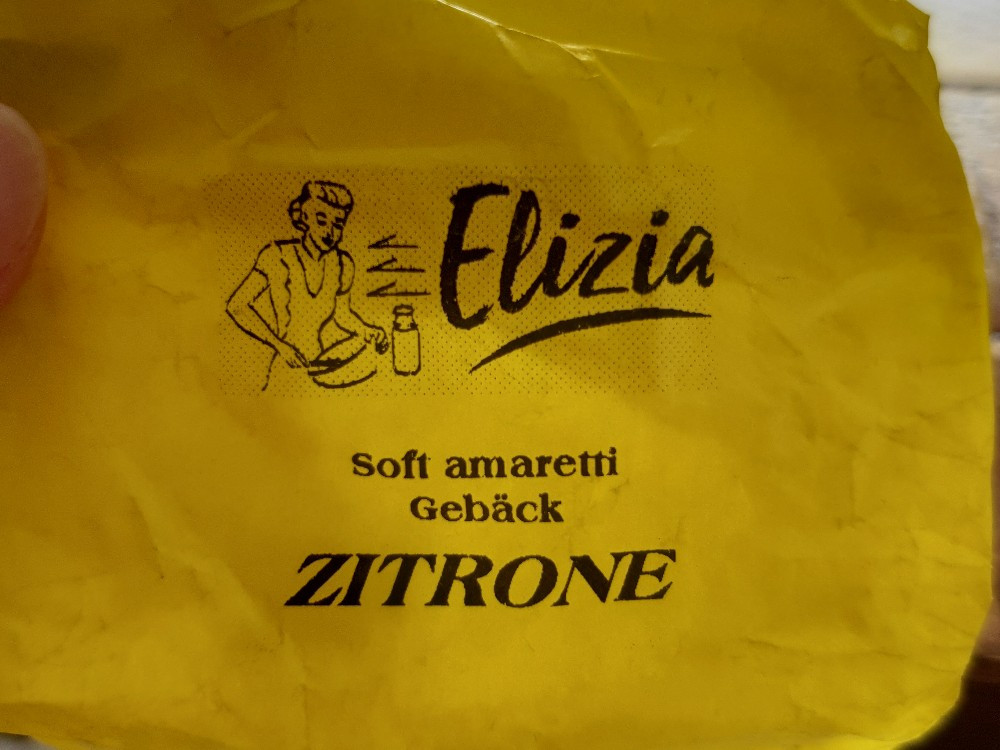 Elizia
Soft amaretti
Gebäck
ZITRONE